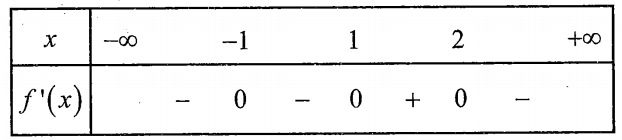 x −∞ −1 1 2 +∞
f'(x) − 0 − 0 + 0 −